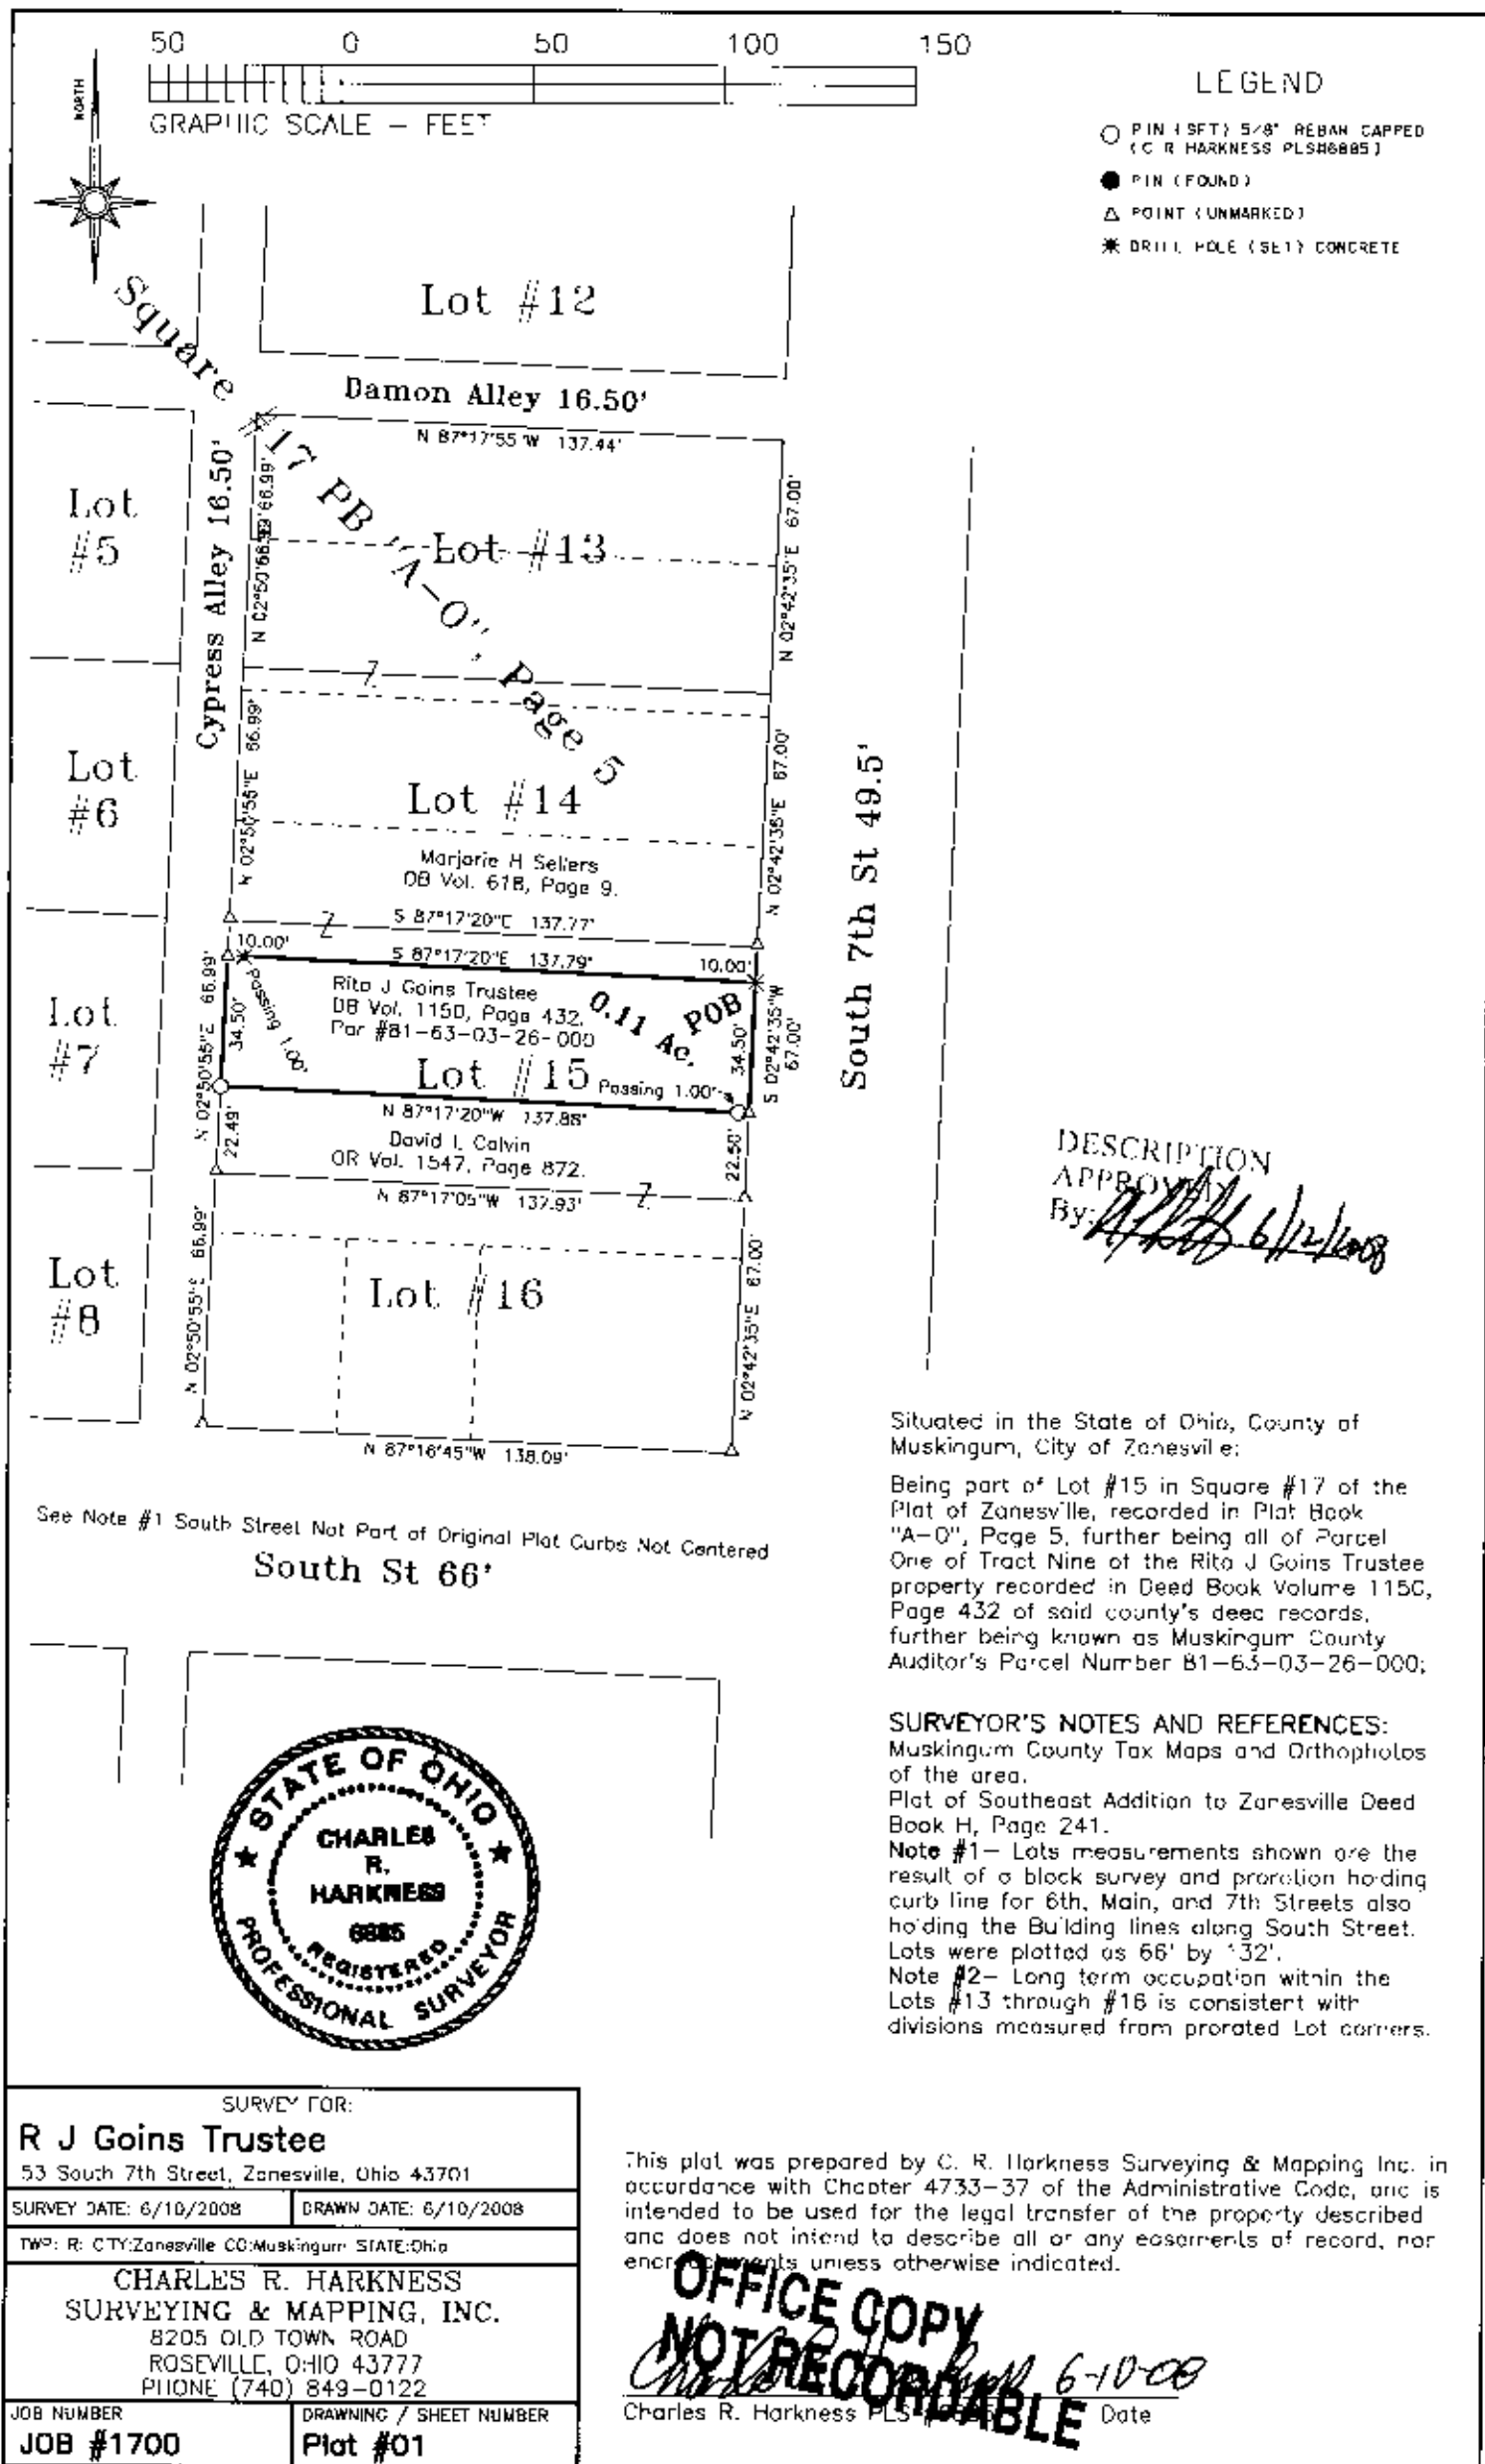 50 0 50 100 150
GRAPHIC SCALE – FEET
NORTH
LEGEND
PIN (SET) 5/8" REBAR CAPPED
(C R HARKNESS PLS#6885)
PIN (FOUND)
POINT (UNMARKED)
DRILL HOLE (SET) CONCRETE
Lot #12
Square #17 PB "A-O", Page 5
Damon Alley 16.50'
N 87°17'55"W 137.44'
Cypress Alley 16.50'
66.99'
N 02°50'55"E 66.99'
N 02°42'35"E 67.00'
Lot #13
Lot
#5
Lot
#6
N 02°50'55"E 66.99'
Lot #14
N 02°42'35"E 67.00'
Marjorie H Sellers
DB Vol. 678, Page 9.
S 87°17'20"E 137.77'
South 7th St 49.5'
10.00'
S 87°17'20"E 137.79'
10.00'
Rita J Goins Trustee
DB Vol. 1150, Page 432,
Par #81-63-03-26-000
0.11 Ac.
POB
Passing 1.00'
34.50'
34.50'
S 02°42'35"W
67.00'
N 02°50'55"E 66.99'
Lot
#7
Lot #15
Passing 1.00'
N 87°17'20"W 137.88'
22.49'
22.50'
David L Calvin
OR Vol. 1547, Page 872.
N 87°17'05"W 137.93'
Lot
#8
N 02°50'55"E 66.99'
Lot #16
N 02°42'35"E 67.00'
N 87°16'45"W 138.09'
DESCRIPTION
APPROVED
By: 6/12/2008
See Note #1 South Street Not Part of Original Plat Curbs Not Centered
South St 66'
Situated in the State of Ohio, County of
Muskingum, City of Zanesville:
Being part of Lot #15 in Square #17 of the
Plat of Zanesville, recorded in Plat Book
"A-O", Page 5, further being all of Parcel
One of Tract Nine of the Rita J Goins Trustee
property recorded in Deed Book Volume 1150,
Page 432 of said county's deed records,
further being known as Muskingum County
Auditor's Parcel Number 81-63-03-26-000;
SURVEYOR'S NOTES AND REFERENCES:
Muskingum County Tax Maps and Orthophotos
of the area.
Plat of Southeast Addition to Zanesville Deed
Book H, Page 241.
Note #1– Lots measurements shown are the
result of a block survey and proration holding
curb line for 6th, Main, and 7th Streets also
holding the Building lines along South Street.
Lots were plotted as 66' by 132'.
Note #2– Long term occupation within the
Lots #13 through #16 is consistent with
divisions measured from prorated Lot corners.
STATE OF OHIO
CHARLES
R.
HARKNESS
6885
REGISTERED
PROFESSIONAL SURVEYOR
SURVEY FOR:
R J Goins Trustee
53 South 7th Street, Zanesville, Ohio 43701
SURVEY DATE: 6/10/2008 DRAWN DATE: 6/10/2008
TWP: R: CTY:Zanesville CO:Muskingum STATE:Ohio
CHARLES R. HARKNESS
SURVEYING & MAPPING, INC.
8205 OLD TOWN ROAD
ROSEVILLE, OHIO 43777
PHONE (740) 849-0122
JOB NUMBER
JOB #1700
DRAWING / SHEET NUMBER
Plat #01
This plat was prepared by C. R. Harkness Surveying & Mapping Inc. in
accordance with Chapter 4733-37 of the Administrative Code, and is
intended to be used for the legal transfer of the property described
and does not intend to describe all or any easements of record, nor
encroachments unless otherwise indicated.
OFFICE COPY
NOT RECORDABLE
6-10-08
Charles R. Harkness PLS Date